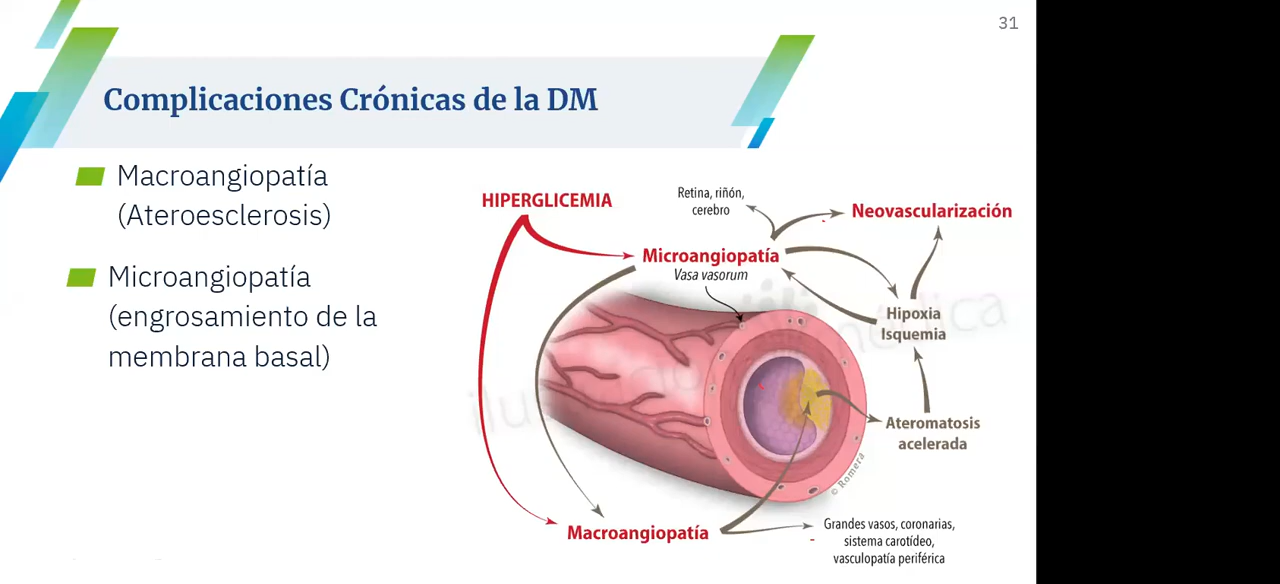 31
Complicaciones Crónicas de la DM
Macroangiopatía
(Ateroesclerosis)
Microangiopatía
(engrosamiento de la
membrana basal)
HIPERGLICEMIA
Retina, riñón,
cerebro
Neovascularización
Microangiopatía
Vasa vasorum
Hipoxia
Isquemia
Ateromatosis
acelerada
© Romera
Macroangiopatía
Grandes vasos, coronarias,
sistema carotídeo,
vasculopatía periférica